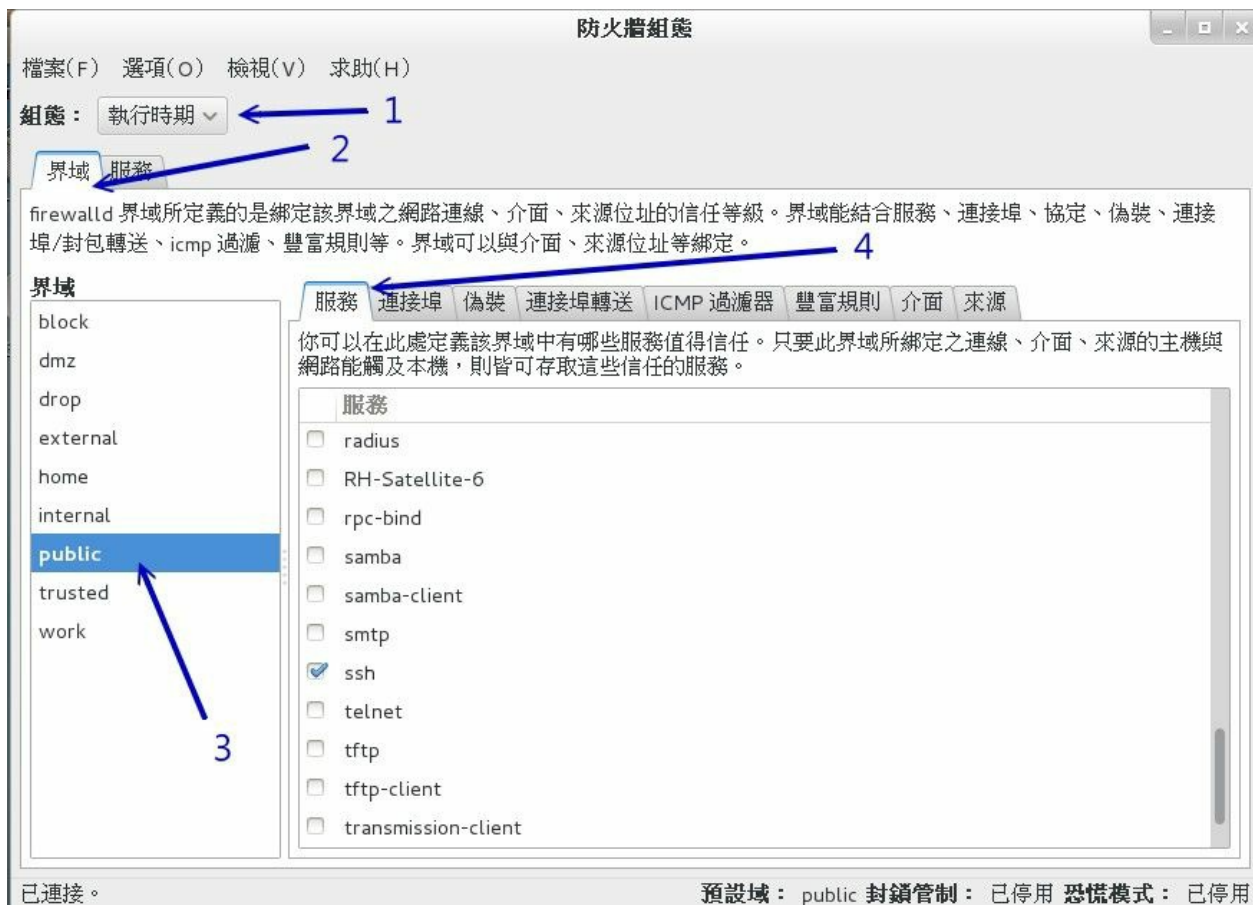 防火牆組態
檔案(F) 選項(O) 檢視(V) 求助(H)
組態： 執行時期
1
2
界域 服務
firewalld 界域所定義的是綁定該界域之網路連線、介面、來源位址的信任等級。界域能結合服務、連接埠、協定、偽裝、連接
埠/封包轉送、icmp 過濾、豐富規則等。界域可以與介面、來源位址等綁定。
4
界域
block
dmz
drop
external
home
internal
public
trusted
work
3
服務 連接埠 偽裝 連接埠轉送 ICMP 過濾器 豐富規則 介面 來源
你可以在此處定義該界域中有哪些服務值得信任。只要此界域所綁定之連線、介面、來源的主機與
網路能觸及本機，則皆可存取這些信任的服務。
服務
radius
RH-Satellite-6
rpc-bind
samba
samba-client
smtp
ssh
telnet
tftp
tftp-client
transmission-client
已連接。
預設域： public 封鎖管制： 已停用 恐慌模式： 已停用